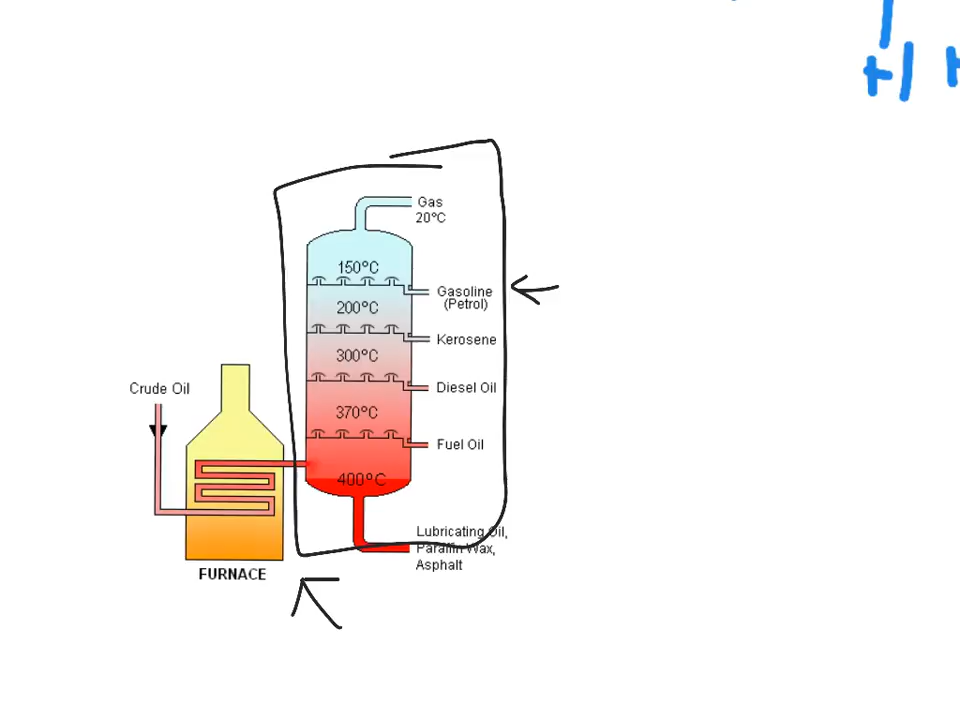 Gas
20°C
150°C
Gasoline
(Petrol)
200°C
Kerosene
300°C
Diesel Oil
370°C
Fuel Oil
400°C
Crude Oil
Lubricating Oil,
Paraffin Wax,
Asphalt
FURNACE